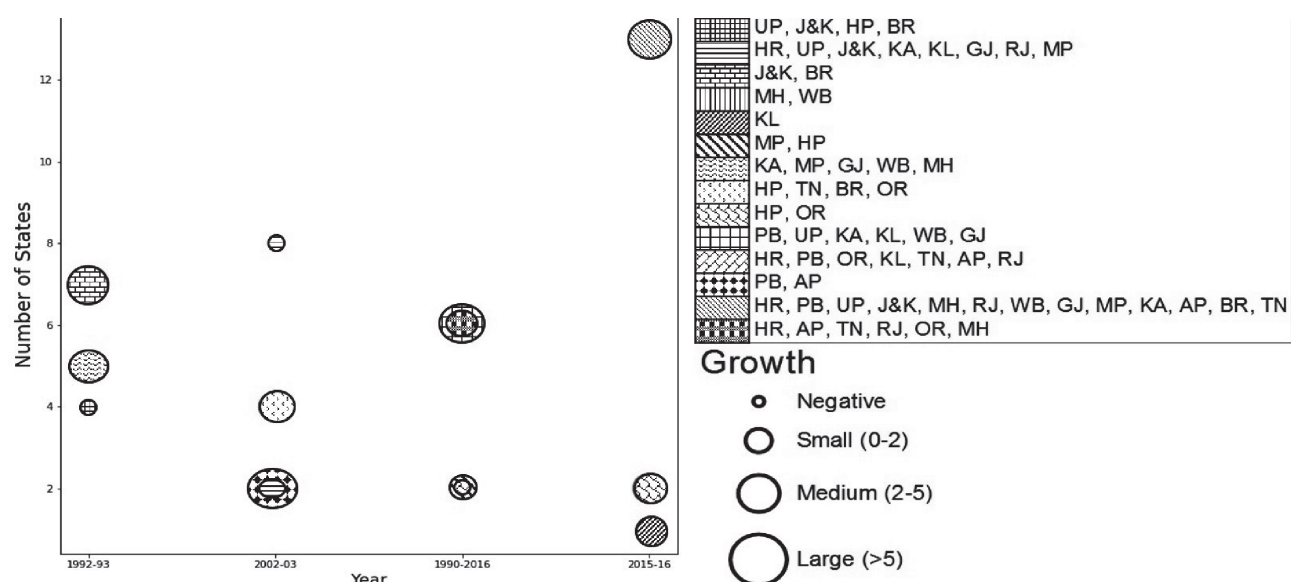 12
10
8
6
4
2
Number of States
1992-93
2002-03
1990-2016
2015-16
Year
UP, J&K, HP, BR
HR, UP, J&K, KA, KL, GJ, RJ, MP
J&K, BR
MH, WB
KL
MP, HP
KA, MP, GJ, WB, MH
HP, TN, BR, OR
HP, OR
PB, UP, KA, KL, WB, GJ
HR, PB, OR, KL, TN, AP, RJ
PB, AP
HR, PB, UP, J&K, MH, RJ, WB, GJ, MP, KA, AP, BR, TN
HR, AP, TN, RJ, OR, MH
Growth
Negative
Small (0-2)
Medium (2-5)
Large (>5)